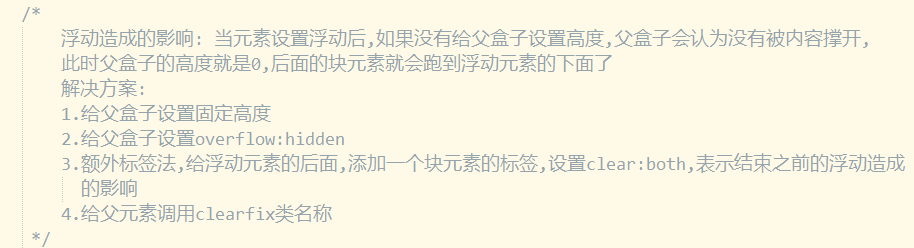 /*
浮动造成的影响: 当元素设置浮动后,如果没有给父盒子设置高度,父盒子会认为没有被内容撑开,
此时父盒子的高度就是0,后面的块元素就会跑到浮动元素的下面了
解决方案:
1.给父盒子设置固定高度
2.给父盒子设置overflow:hidden
3.额外标签法,给浮动元素的后面,添加一个块元素的标签,设置clear:both,表示结束之前的浮动造成
的影响
4.给父元素调用clearfix类名称
*/